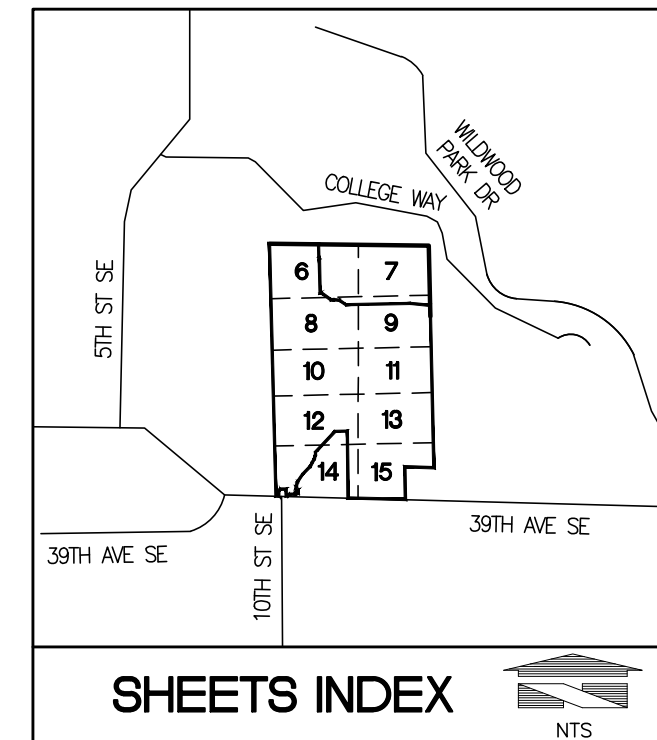 WILDWOOD
PARK DR
COLLEGE WAY
5TH ST SE
6
7
8
9
10
11
12
13
14
15
39TH AVE SE
39TH AVE SE
10TH ST SE
SHEETS INDEX
NTS